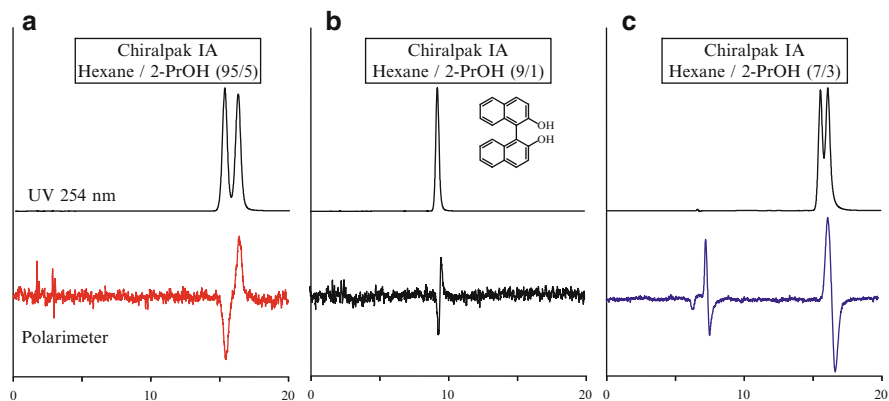 a
Chiralpak IA
Hexane / 2-PrOH (95/5)
UV 254 nm
Polarimeter
0
10
20
b
Chiralpak IA
Hexane / 2-PrOH (9/1)
OH
OH
0
10
20
c
Chiralpak IA
Hexane / 2-PrOH (7/3)
0
10
20